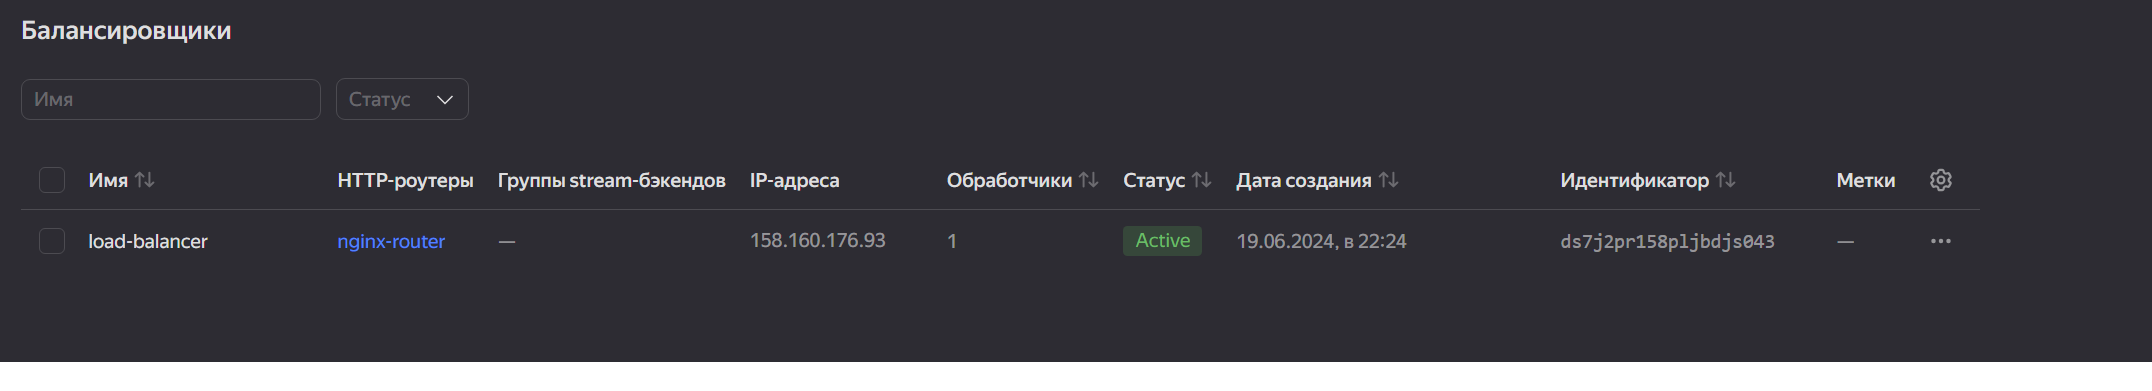 Балансировщики
Имя Статус
Имя HTTP-роутеры Группы stream-бэкендов IP-адреса Обработчики Статус Дата создания Идентификатор Метки
load-balancer nginx-router — 158.160.176.93 1 Active 19.06.2024, в 22:24 ds7j2pr158pljbdjs043 —